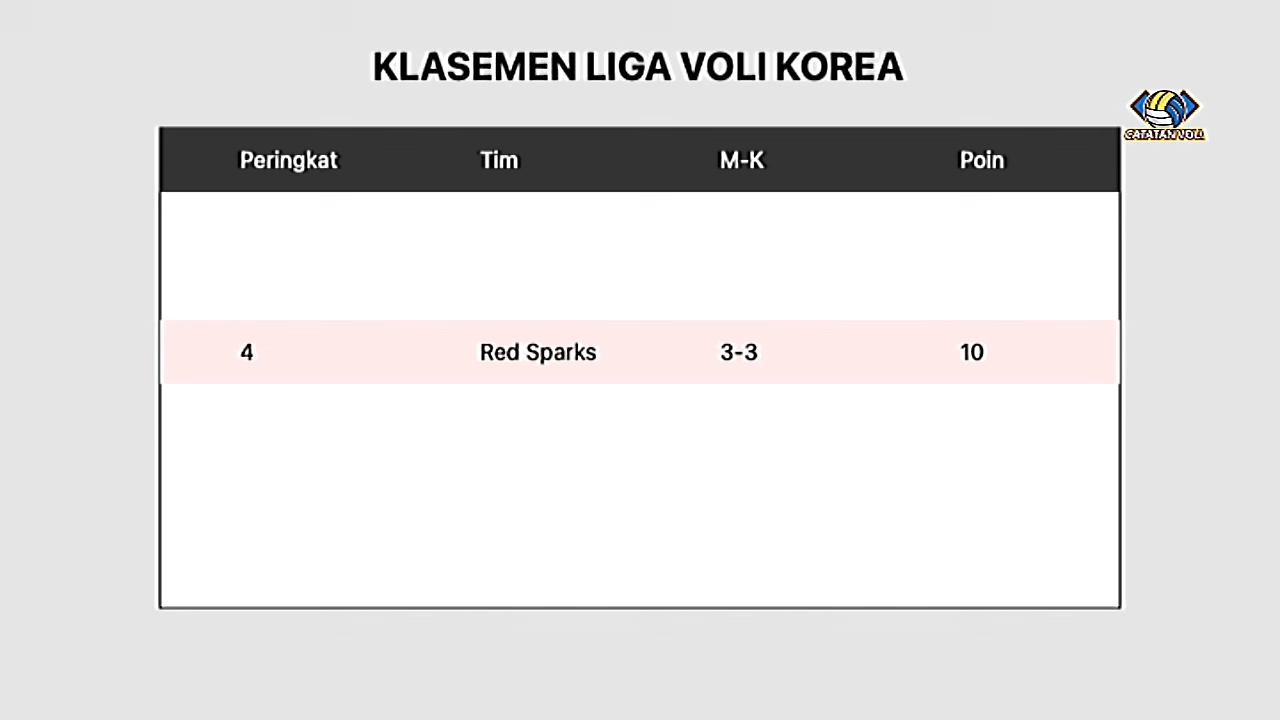 KLASEMEN LIGA VOLI KOREA
CATATAN VOLI
Peringkat Tim M-K Poin
4 Red Sparks 3-3 10